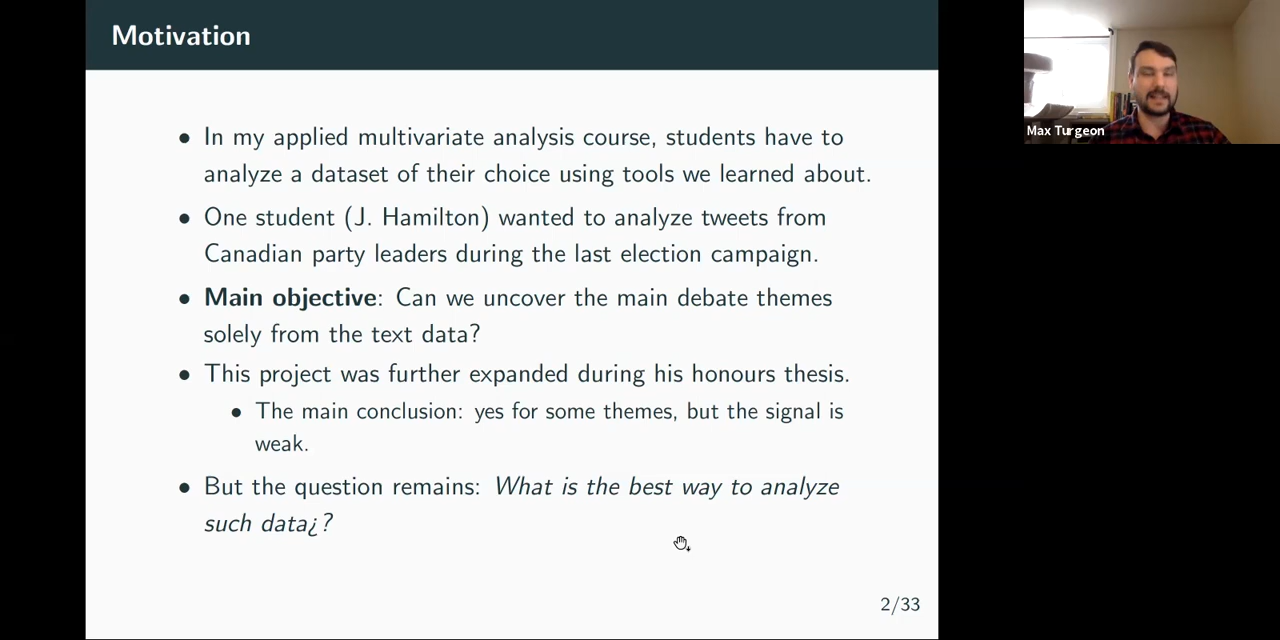 Motivation
Max Turgeon
• In my applied multivariate analysis course, students have to
analyze a dataset of their choice using tools we learned about.
• One student (J. Hamilton) wanted to analyze tweets from
Canadian party leaders during the last election campaign.
• Main objective: Can we uncover the main debate themes
solely from the text data?
• This project was further expanded during his honours thesis.
• The main conclusion: yes for some themes, but the signal is
weak.
• But the question remains: What is the best way to analyze
such data¿?
2/33